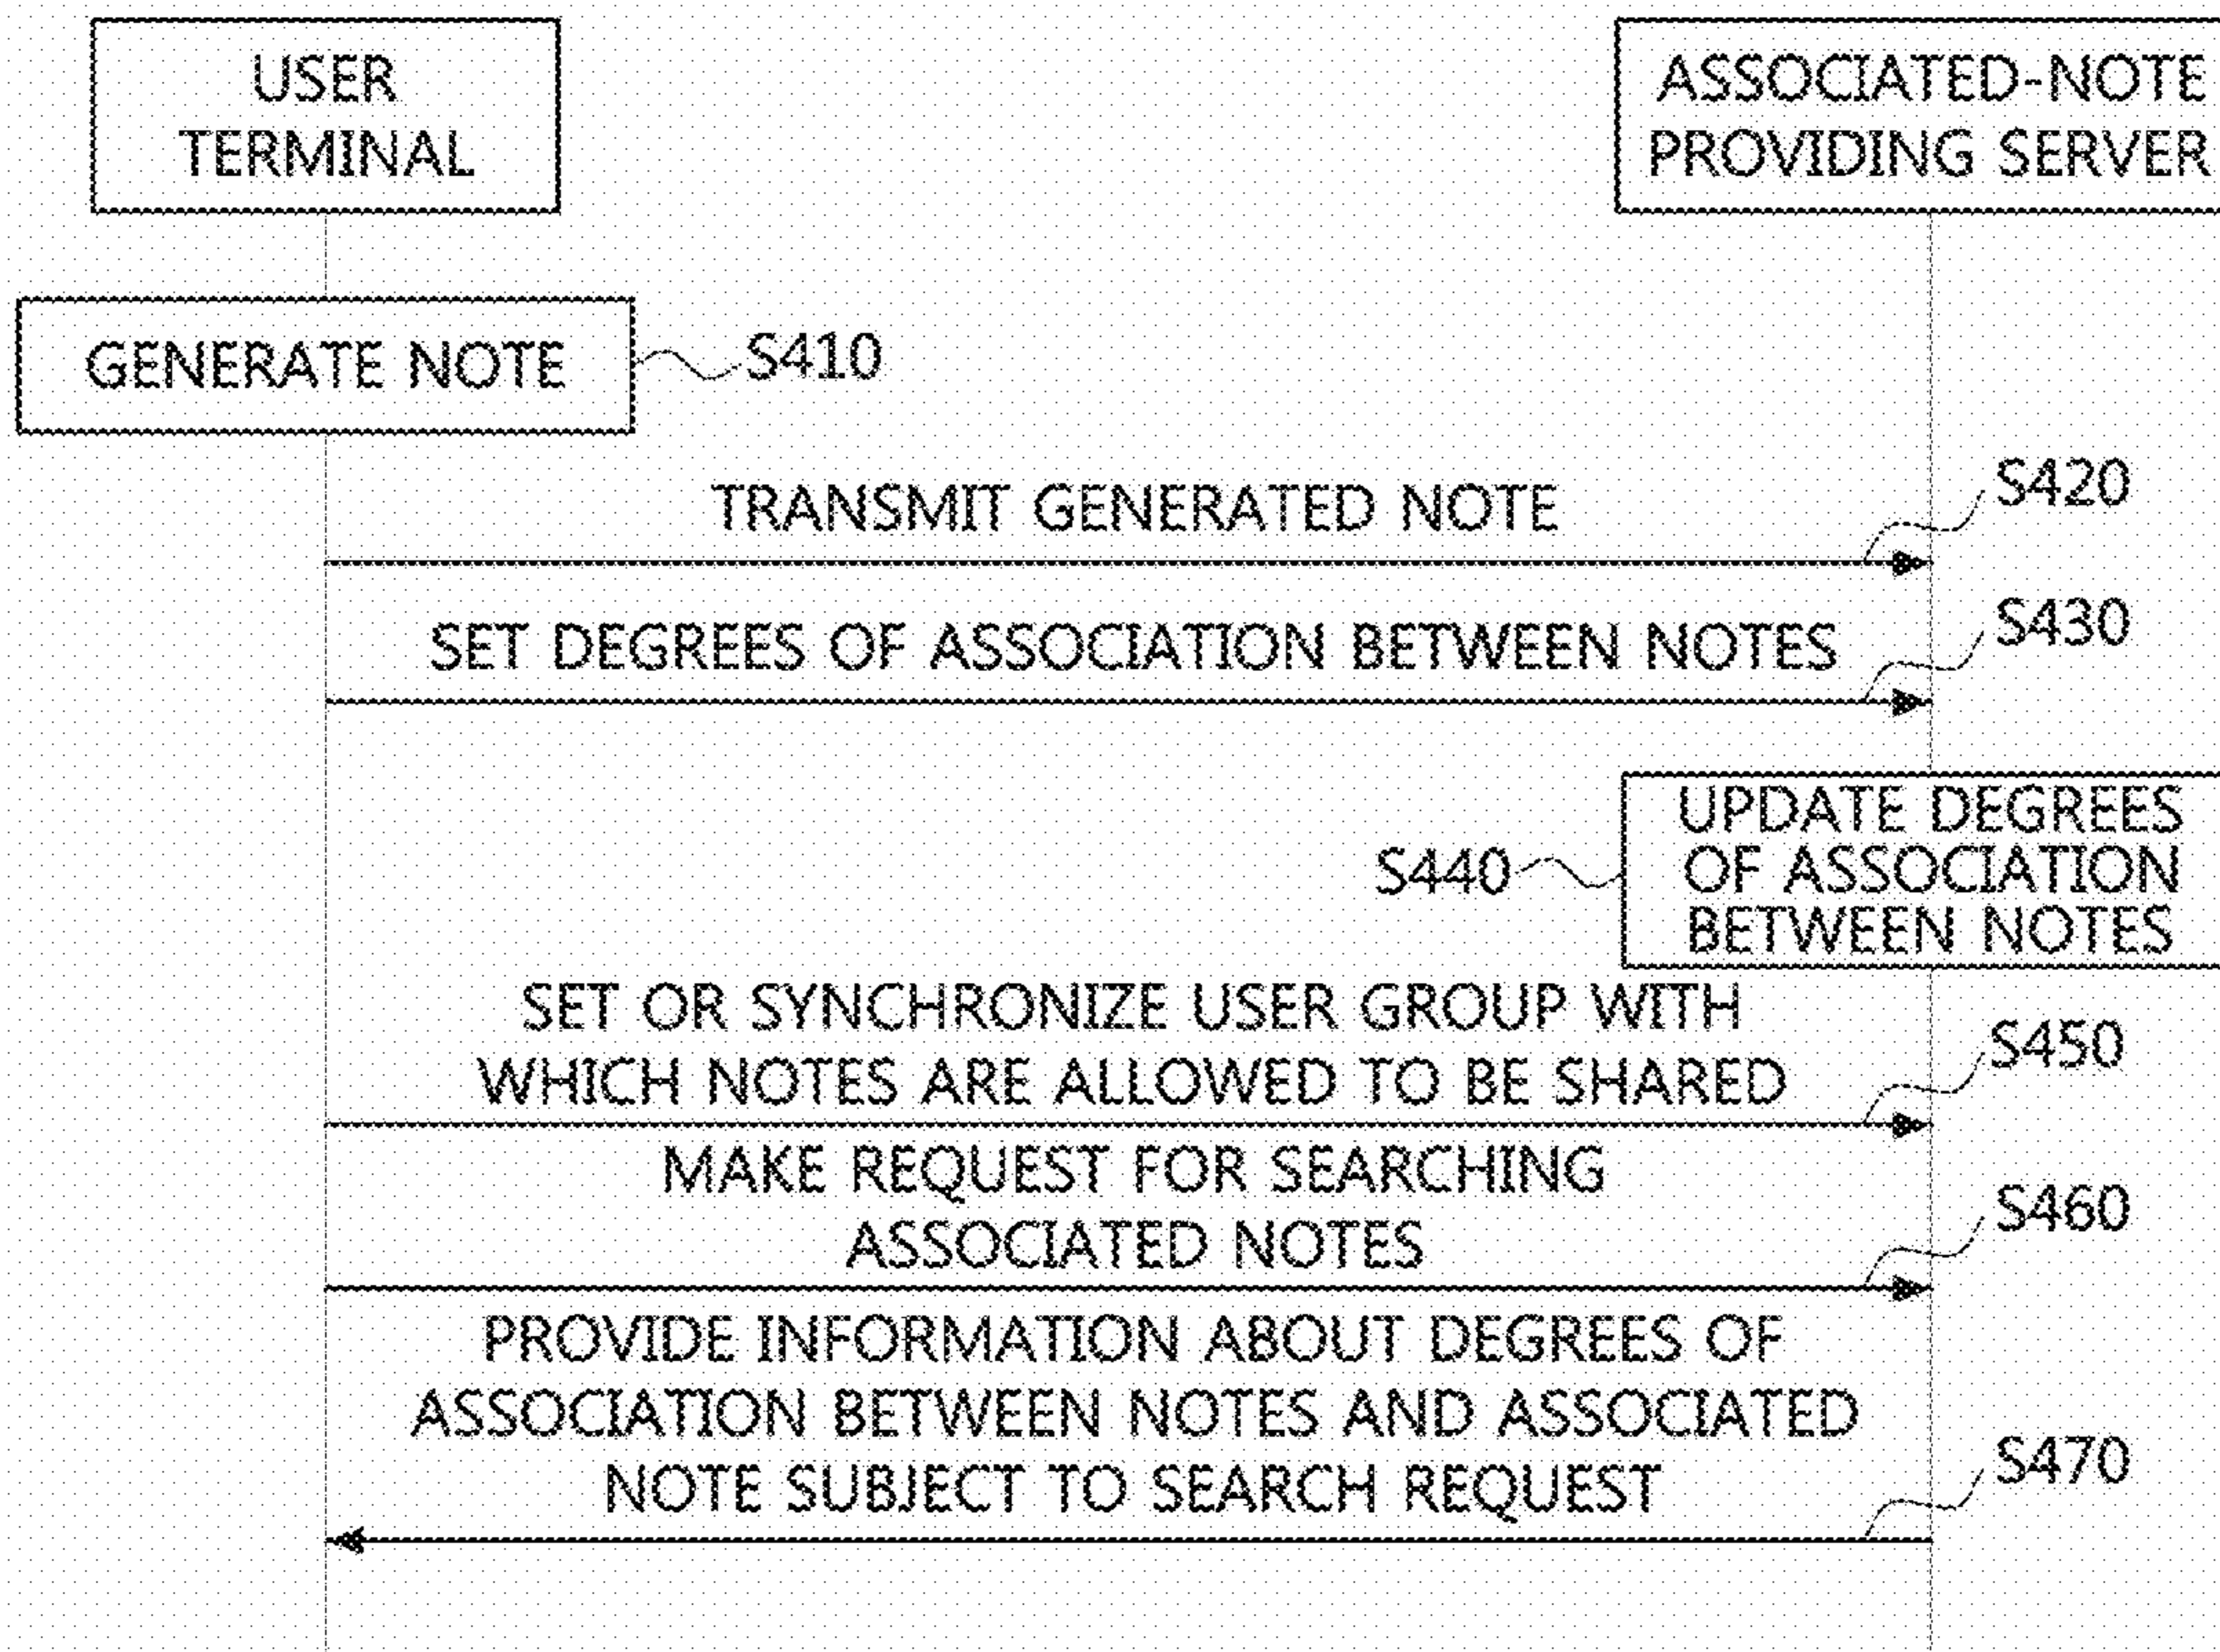 USER
TERMINAL
ASSOCIATED-NOTE
PROVIDING SERVER
GENERATE NOTE
S410
TRANSMIT GENERATED NOTE
S420
SET DEGREES OF ASSOCIATION BETWEEN NOTES
S430
UPDATE DEGREES
OF ASSOCIATION
BETWEEN NOTES
S440
SET OR SYNCHRONIZE USER GROUP WITH
WHICH NOTES ARE ALLOWED TO BE SHARED
S450
MAKE REQUEST FOR SEARCHING
ASSOCIATED NOTES
S460
PROVIDE INFORMATION ABOUT DEGREES OF
ASSOCIATION BETWEEN NOTES AND ASSOCIATED
NOTE SUBJECT TO SEARCH REQUEST
S470